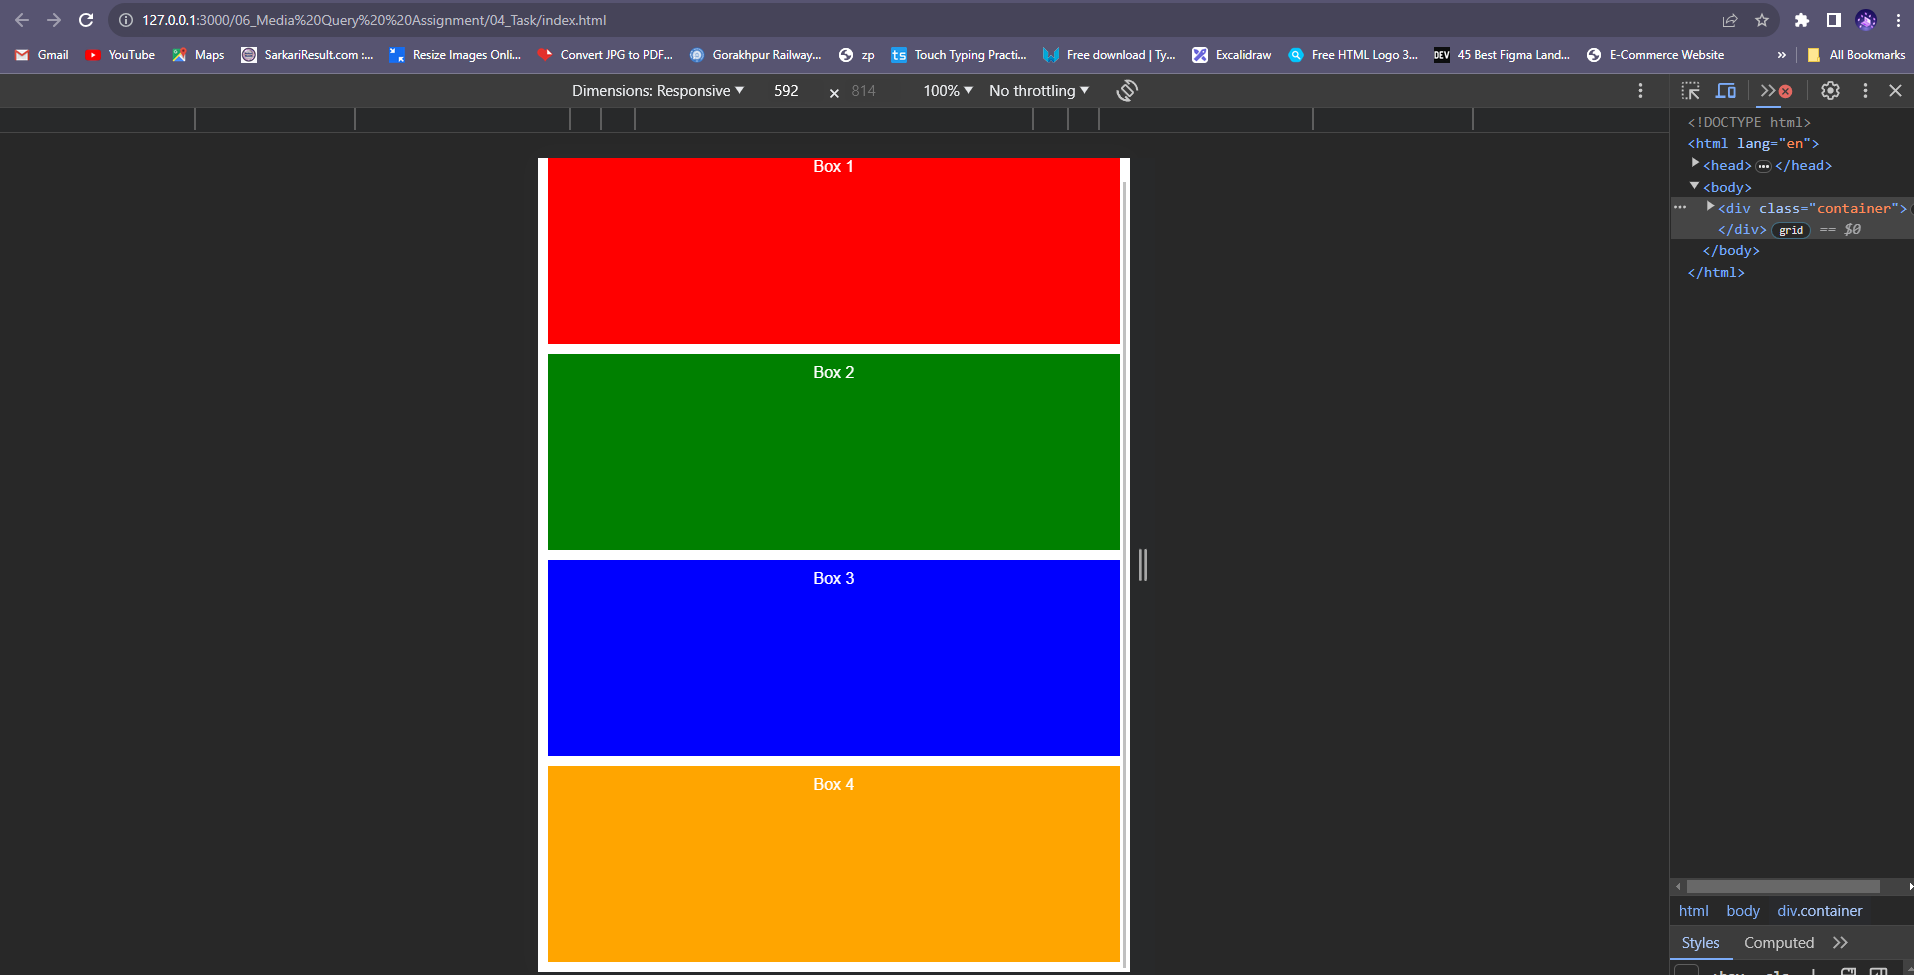 127.0.0.1:3000/06_Media%20Query%20%20Assignment/04_Task/index.html
Gmail YouTube Maps SarkariResult.com :... Resize Images Onli... Convert JPG to PDF... Gorakhpur Railway... zp Touch Typing Practi... Free download | Ty... Excalidraw Free HTML Logo 3... 45 Best Figma Land... E-Commerce Website » All Bookmarks
Dimensions: Responsive 592 × 814 100% No throttling
Box 1
Box 2
Box 3
Box 4
<!DOCTYPE html>
<html lang="en">
<head>…</head>
<body>
<div class="container">
</div> grid == $0
</body>
</html>
html body div.container
Styles Computed